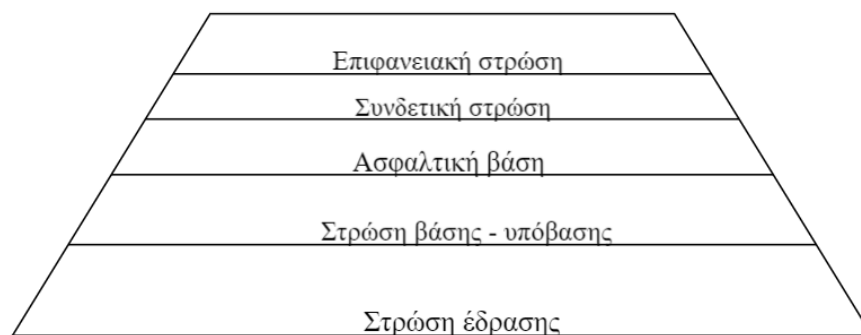 Επιφανειακή στρώση
Συνδετική στρώση
Ασφαλτική βάση
Στρώση βάσης - υπόβασης
Στρώση έδρασης